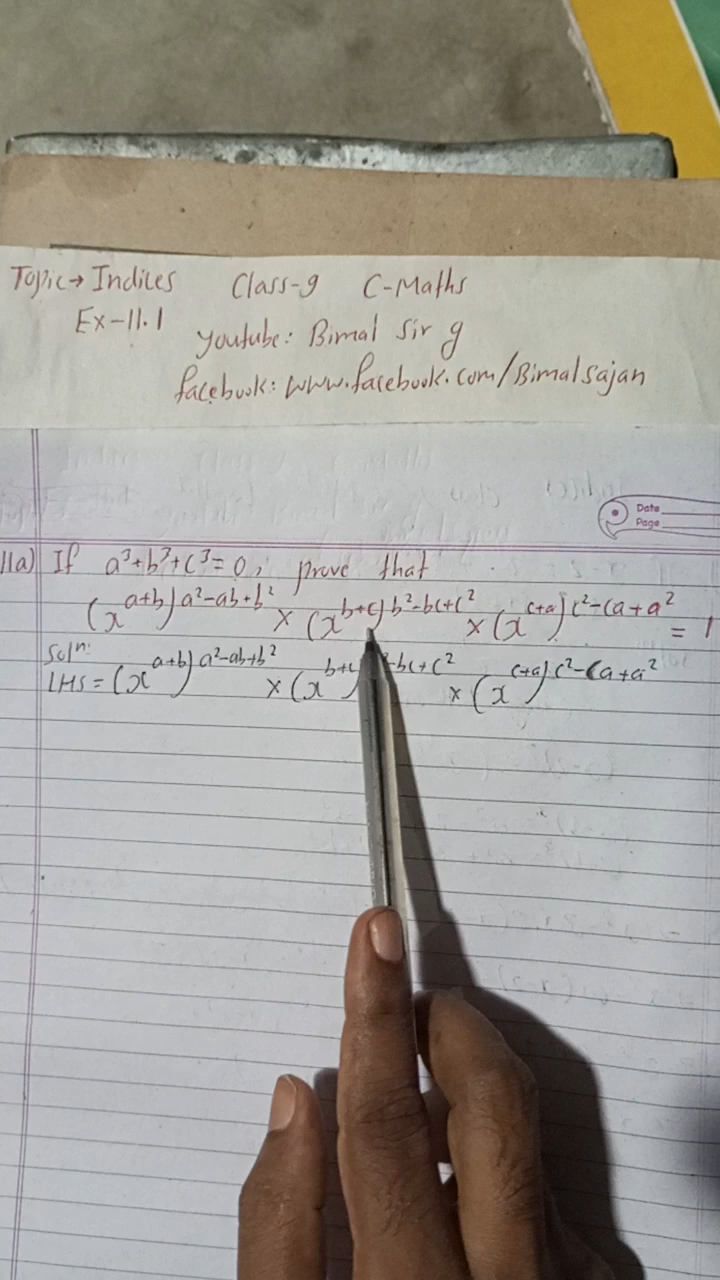 Topic→ Indices Class-9 C-Maths
Ex-11.1
youtube: Bimal Sir g
facebook: www.facebook.com/Bimalsajan
Date
Page
11a) If a³+b³+c³=0, prove that
(x^{a+b})^{a²-ab+b²} × (x^{b+c})^{b²-bc+c²} × (x^{c+a})^{c²-ca+a²} = 1
Solⁿ:
LHS = (x^{a+b})^{a²-ab+b²} × (x^{b+c})^{-bc+c²} × (x^{c+a})^{c²-ca+a²}